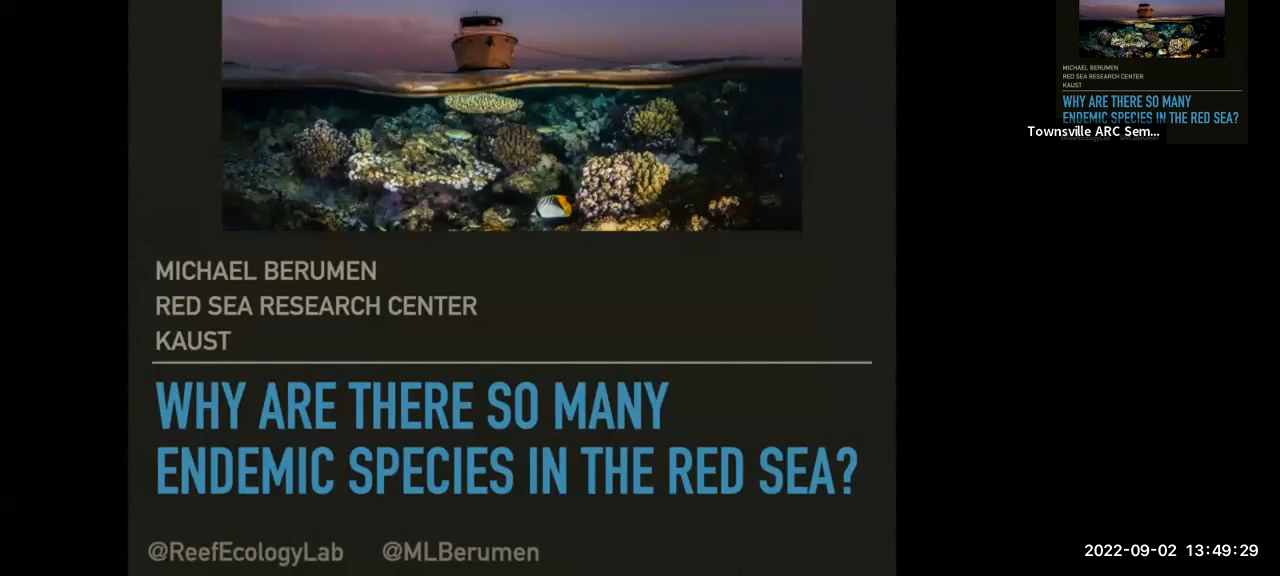 MICHAEL BERUMEN
RED SEA RESEARCH CENTER
KAUST
WHY ARE THERE SO MANY
ENDEMIC SPECIES IN THE RED SEA?
@ReefEcologyLab @MLBerumen
MICHAEL BERUMEN
RED SEA RESEARCH CENTER
KAUST
WHY ARE THERE SO MANY
ENDEMIC SPECIES IN THE RED SEA?
Townsville ARC Sem...
2022-09-02 13:49:29